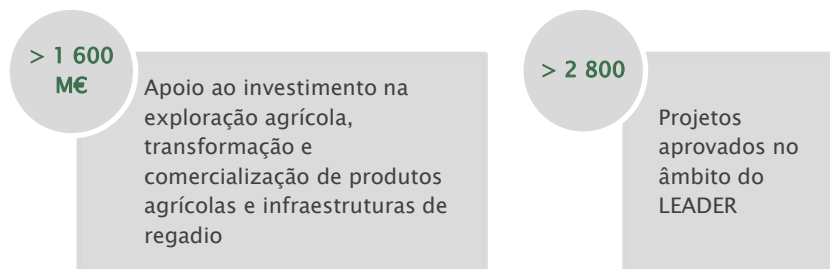 > 1 600
M€
Apoio ao investimento na
exploração agrícola,
transformação e
comercialização de produtos
agrícolas e infraestruturas de
regadio
> 2 800
Projetos
aprovados no
âmbito do
LEADER